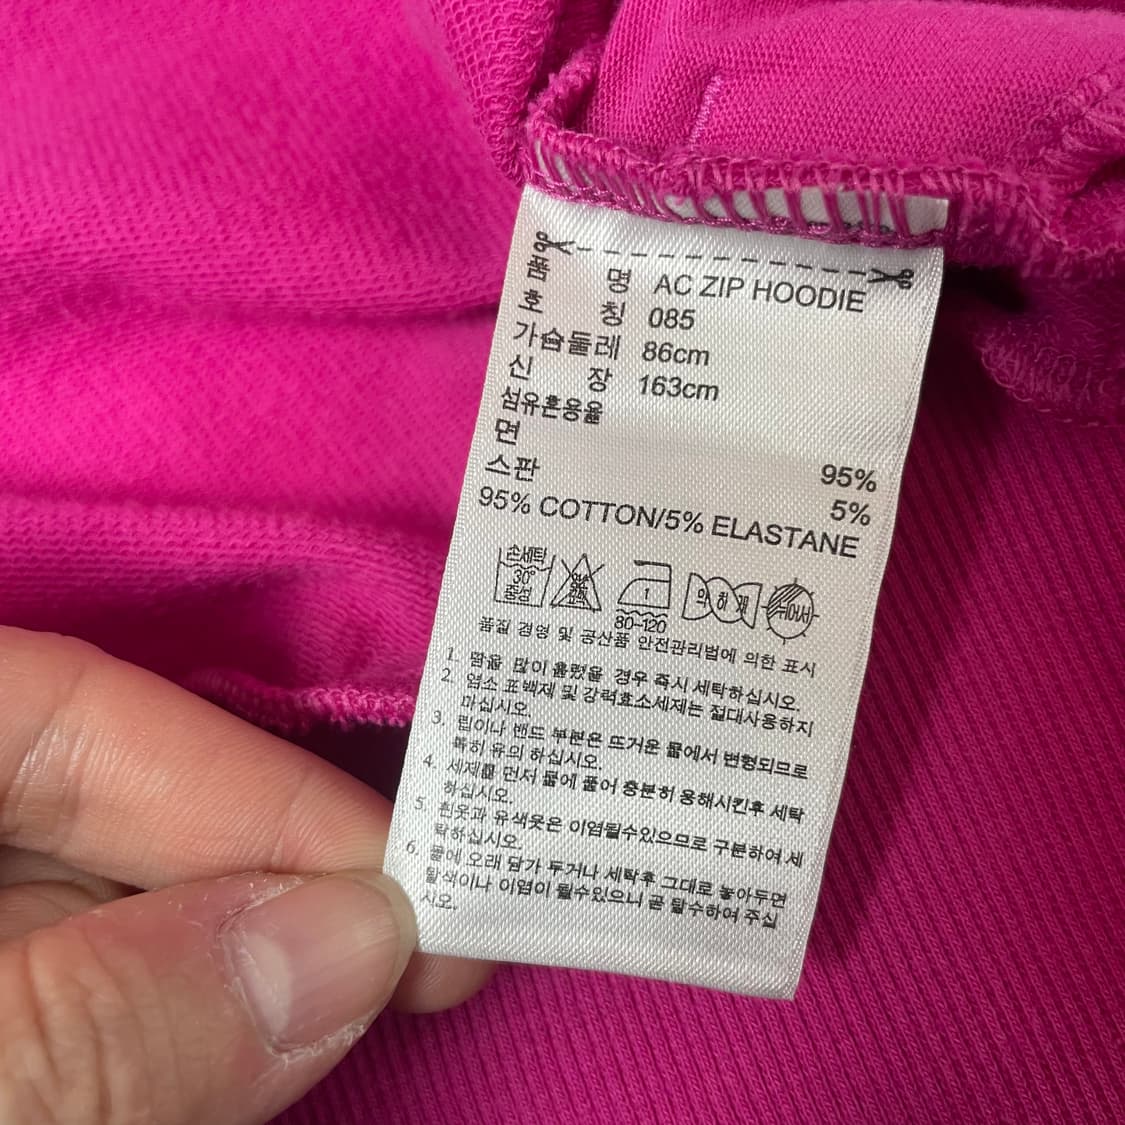 품 명 AC ZIP HOODIE
호 칭 085
가슴둘레 86cm
신 장 163cm
섬유혼용율
면 95%
스판 5%
95% COTTON/5% ELASTANE
손세탁
30°
중성
1
80~120
드라이
뉘어서
품질 경영 및 공산품 안전관리법에 의한 표시
1. 땀을 많이 흘렸을 경우 즉시 세탁하십시오.
2. 염소 표백제 및 강력효소세제는 절대사용하지
마십시오.
3. 립이나 밴드 부분은 뜨거운 물에서 변형되므로
특히 유의 하십시오.
4. 세제를 먼저 물에 풀어 충분히 용해시킨후 세탁
하십시오.
5. 흰옷과 유색옷은 이염될수있으므로 구분하여 세
탁하십시오.
6. 물에 오래 담가 두거나 세탁후 그대로 놓아두면
탈색이나 이염이 될수있으니 곧 탈수하여 주십
시오.